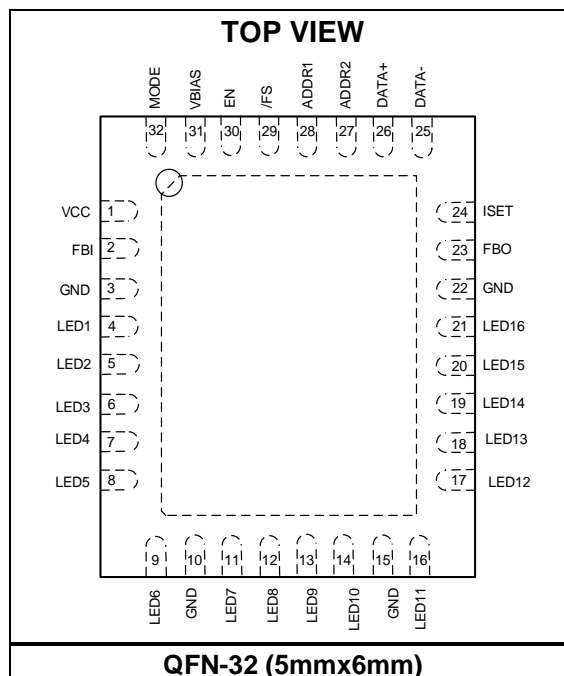 TOP VIEW
MODE VBIAS EN /FS ADDR1 ADDR2 DATA+ DATA-
32 31 30 29 28 27 26 25
VCC 1 24 ISET
FBI 2 23 FBO
GND 3 22 GND
LED1 4 21 LED16
LED2 5 20 LED15
LED3 6 19 LED14
LED4 7 18 LED13
LED5 8 17 LED12
9 10 11 12 13 14 15 16
LED6 GND LED7 LED8 LED9 LED10 GND LED11
QFN-32 (5mmx6mm)